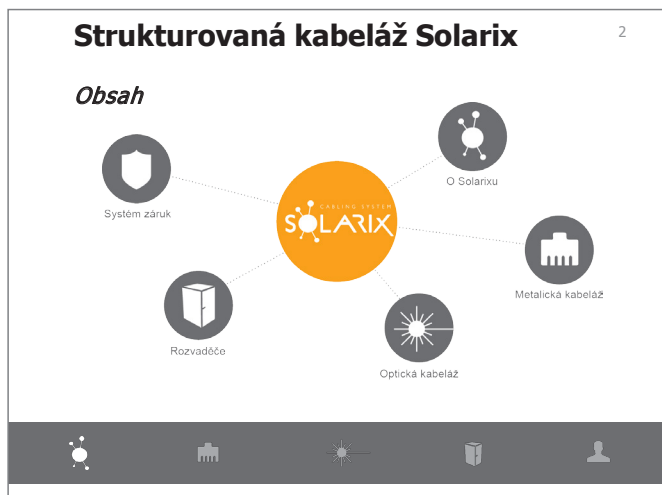 Strukturovaná kabeláž Solarix
2
Obsah
O Solarixu
Systém záruk
CABLING SYSTEM
SOLARIX
Metalická kabeláž
Rozvaděče
Optická kabeláž